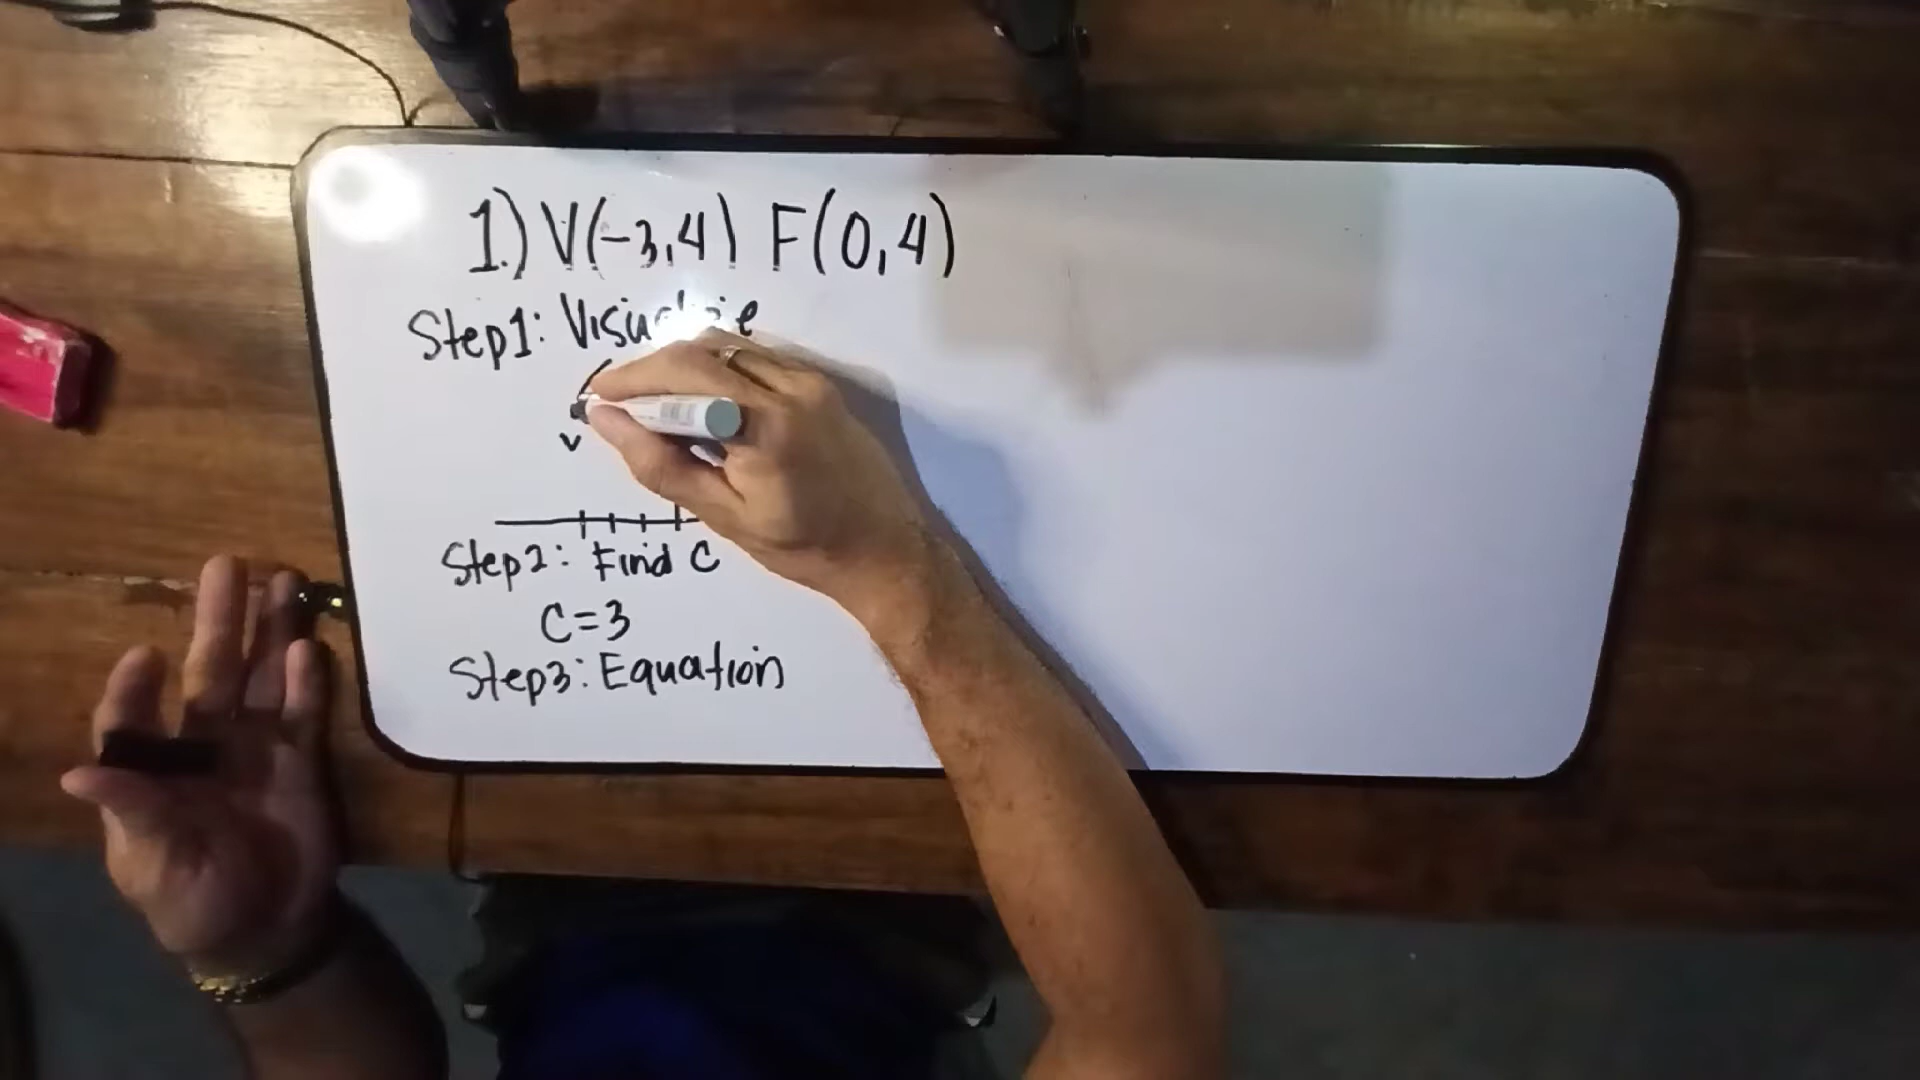 1.) V(-3,4) F(0,4)
Step1: Visualize
V
Step2: Find C
C=3
Step3: Equation